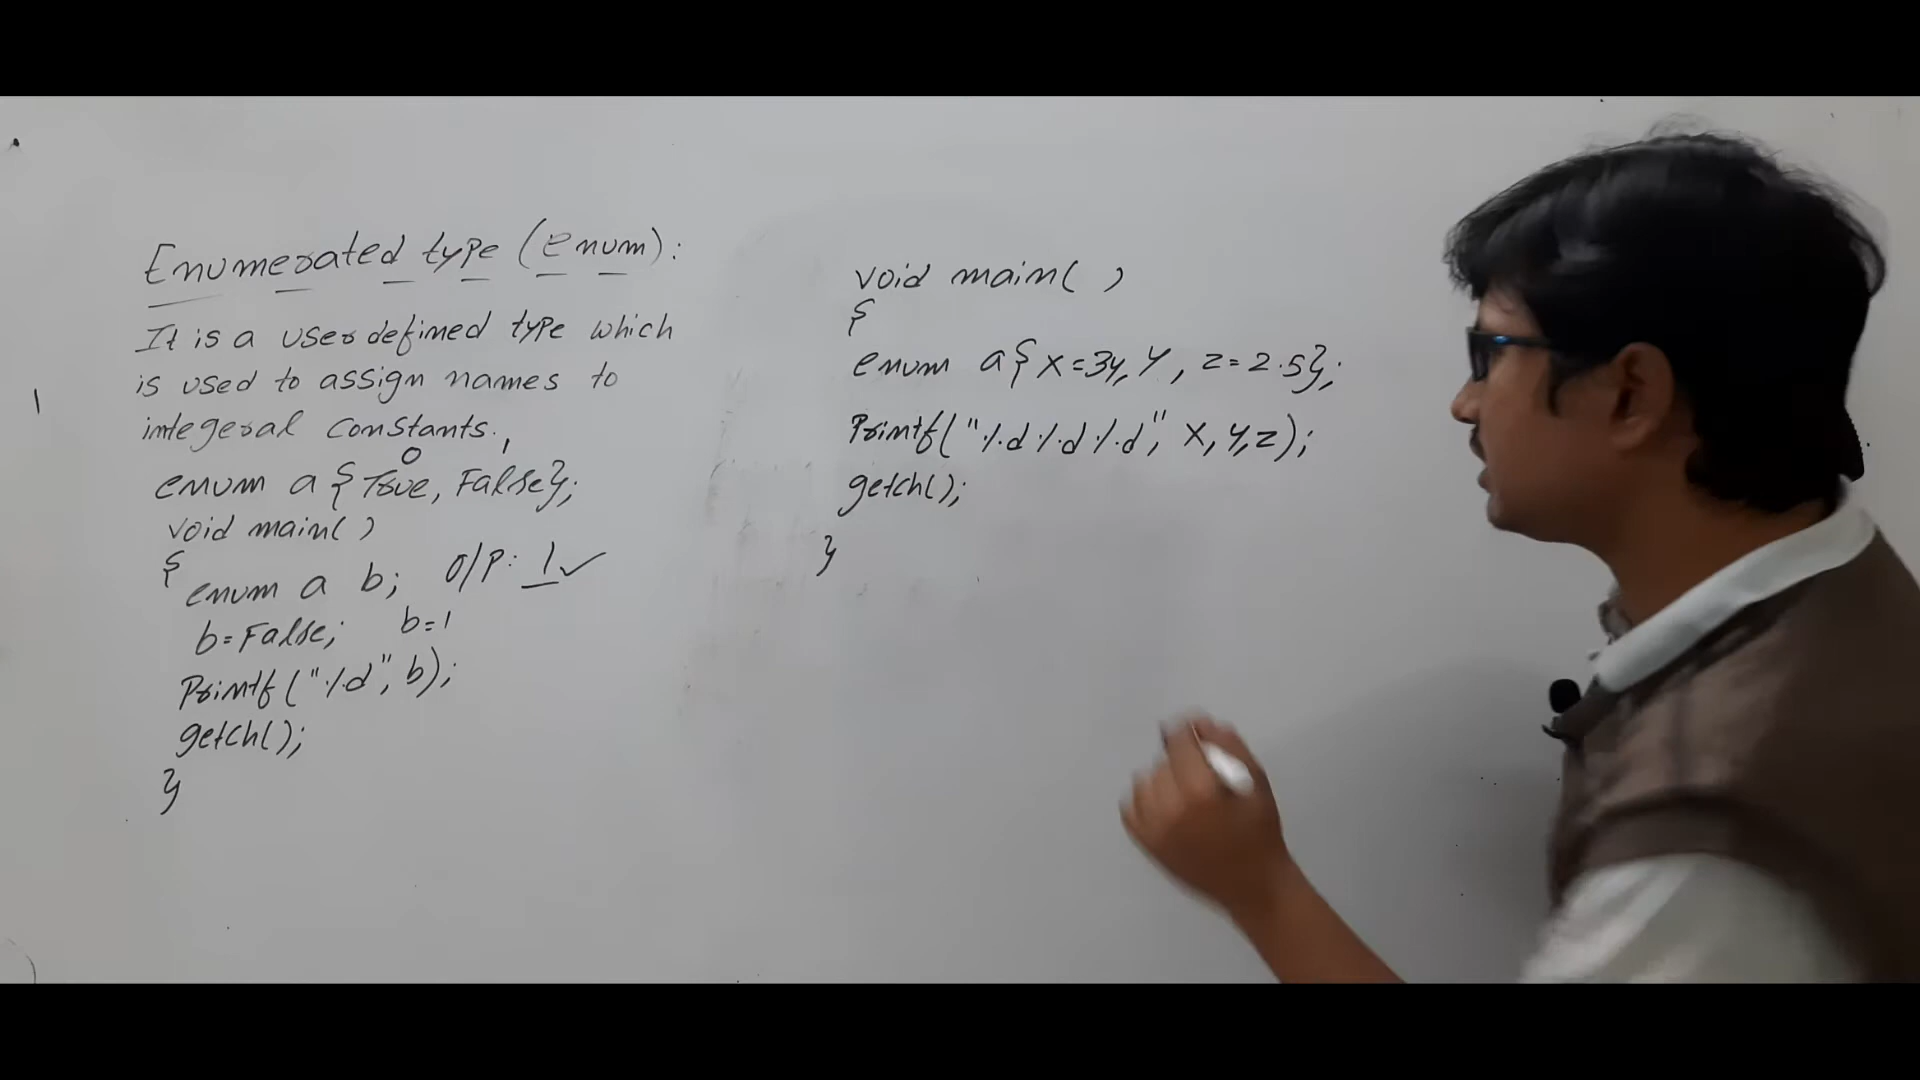 Enumerated type (enum):
It is a user defined type which
is used to assign names to
integeral constants.
0 1
enum a {True, False};
void main( )
{
enum a b; O/P: 1 ✓
b=False; b=1
Printf("%d", b);
getch();
}
void main( )
{
enum a{x=34, y, z=2.5};
Printf("%d%d%d", x, y, z);
getch();
}